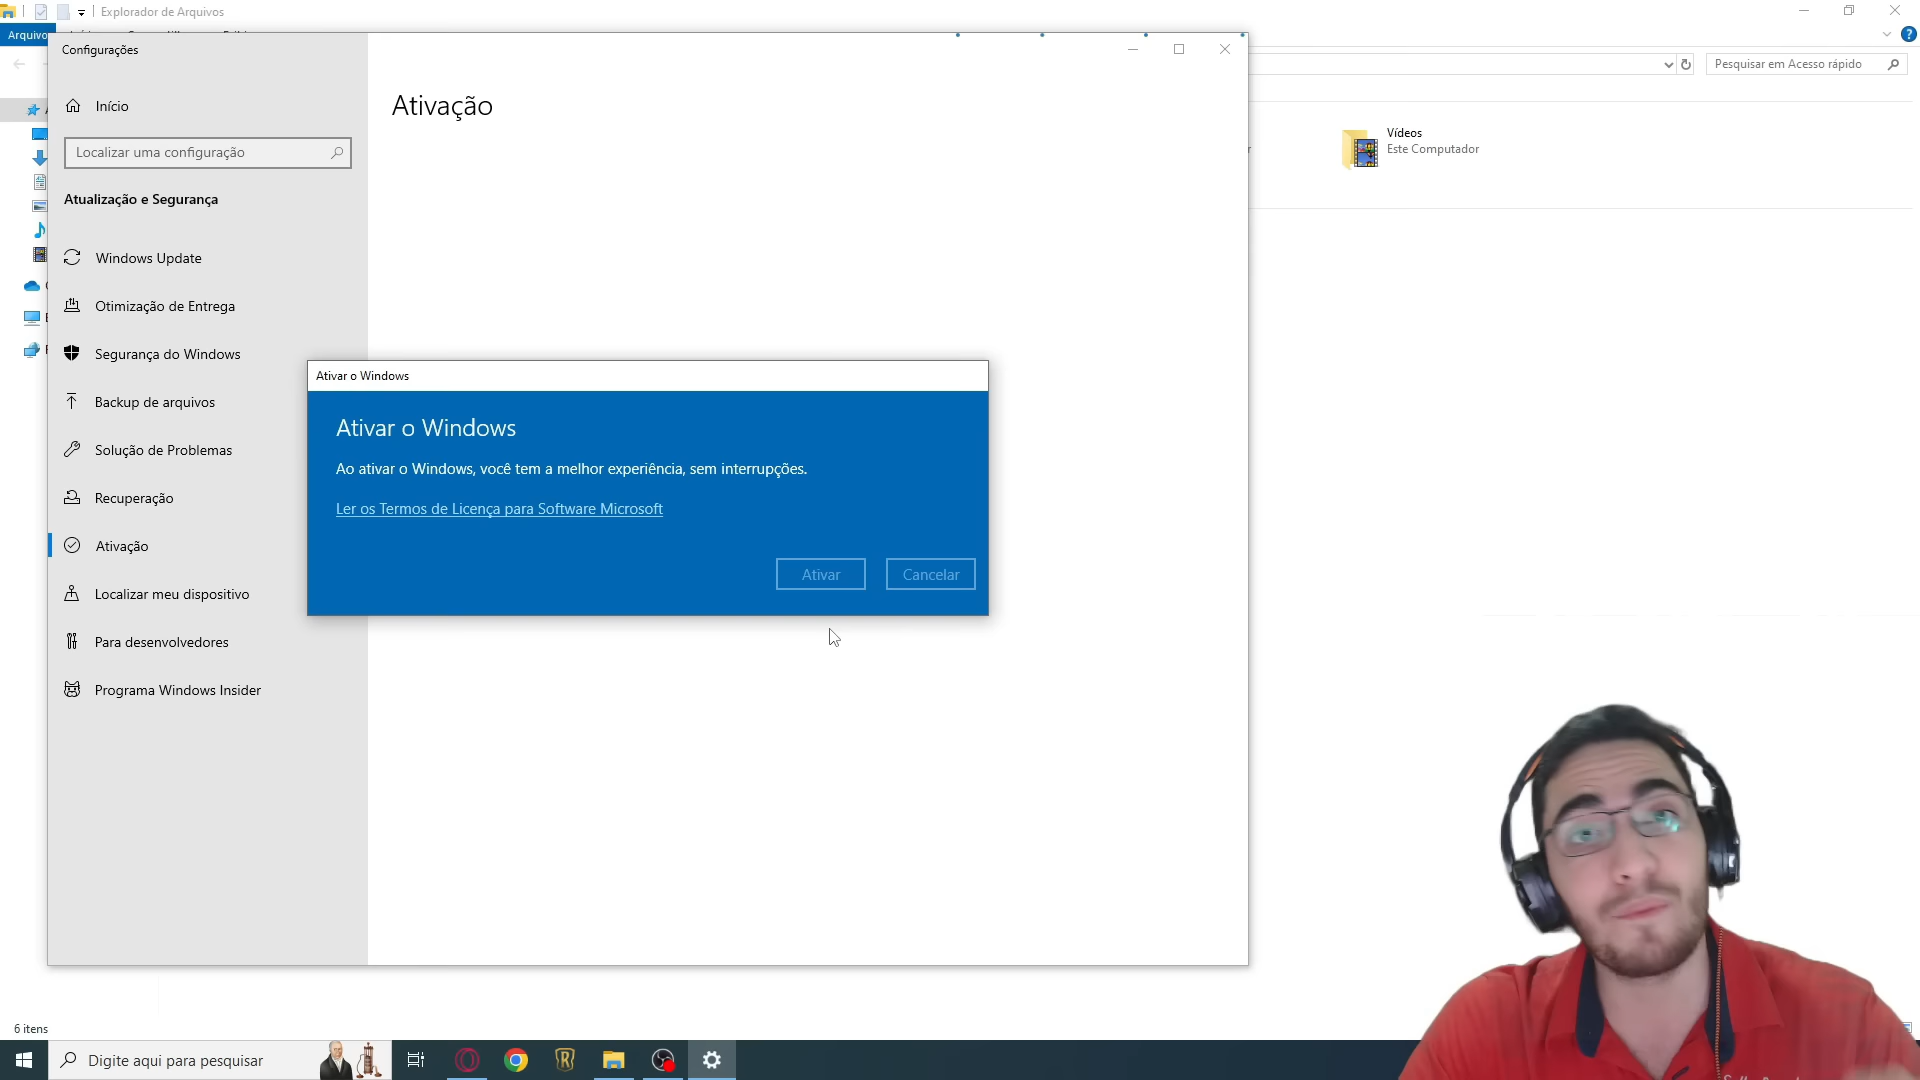 Explorador de Arquivos
Arquivo
Pesquisar em Acesso rápido
Configurações
Início
Localizar uma configuração
Atualização e Segurança
Windows Update
Otimização de Entrega
Segurança do Windows
Backup de arquivos
Solução de Problemas
Recuperação
Ativação
Localizar meu dispositivo
Para desenvolvedores
Programa Windows Insider
Ativação
Vídeos
Este Computador
Ativar o Windows
Ativar o Windows
Ao ativar o Windows, você tem a melhor experiência, sem interrupções.
Ler os Termos de Licença para Software Microsoft
Ativar
Cancelar
6 itens
Digite aqui para pesquisar